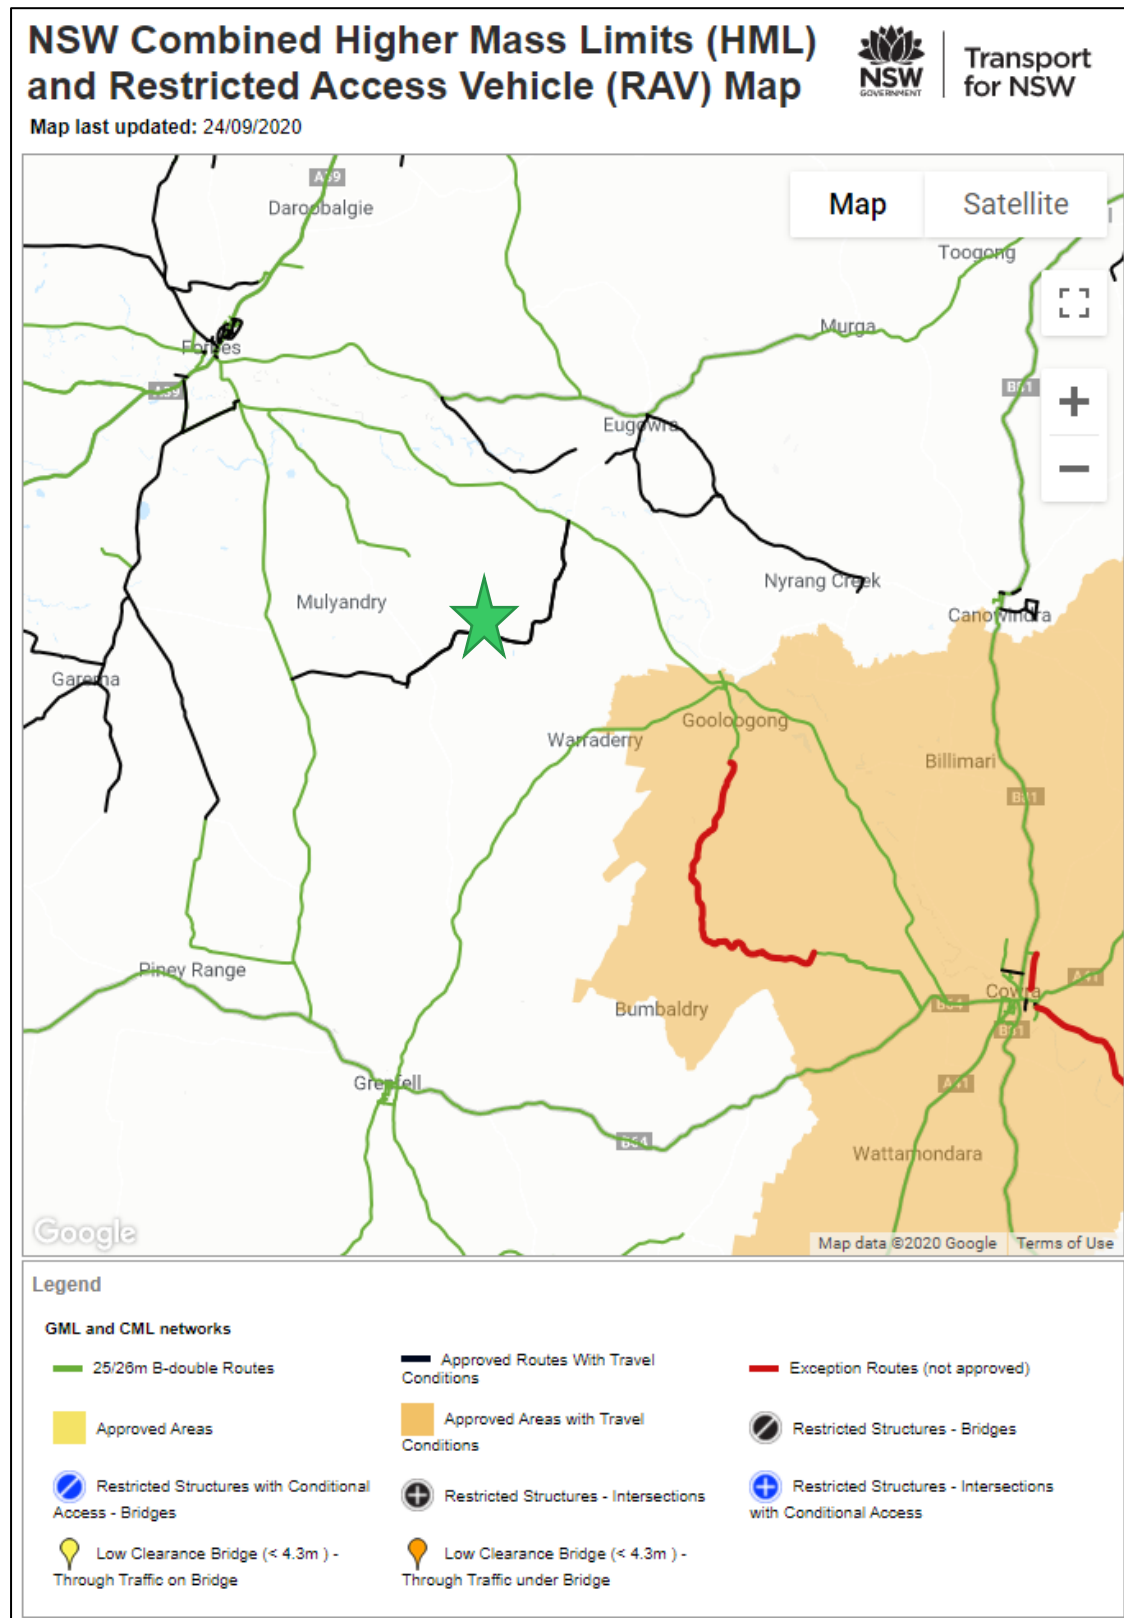 NSW Combined Higher Mass Limits (HML)
and Restricted Access Vehicle (RAV) Map
NSW
GOVERNMENT
Transport
for NSW
Map last updated: 24/09/2020
Map
Satellite
A39
Daroobalgie
Toogong
Murga
Forbes
A39
B81
Eugowra
Nyrang Creek
Mulyandry
Canowindra
Garema
Gooloogong
Warraderry
Billimari
B81
Piney Range
A41
Cowra
Bumbaldry
B64
B81
Grenfell
A41
B64
Wattamondara
Google
Map data ©2020 Google
Terms of Use
Legend
GML and CML networks
25/26m B-double Routes
Approved Routes With Travel
Conditions
Exception Routes (not approved)
Approved Areas
Approved Areas with Travel
Conditions
Restricted Structures - Bridges
Restricted Structures with Conditional
Access - Bridges
Restricted Structures - Intersections
Restricted Structures - Intersections
with Conditional Access
Low Clearance Bridge (< 4.3m ) -
Through Traffic on Bridge
Low Clearance Bridge (< 4.3m ) -
Through Traffic under Bridge